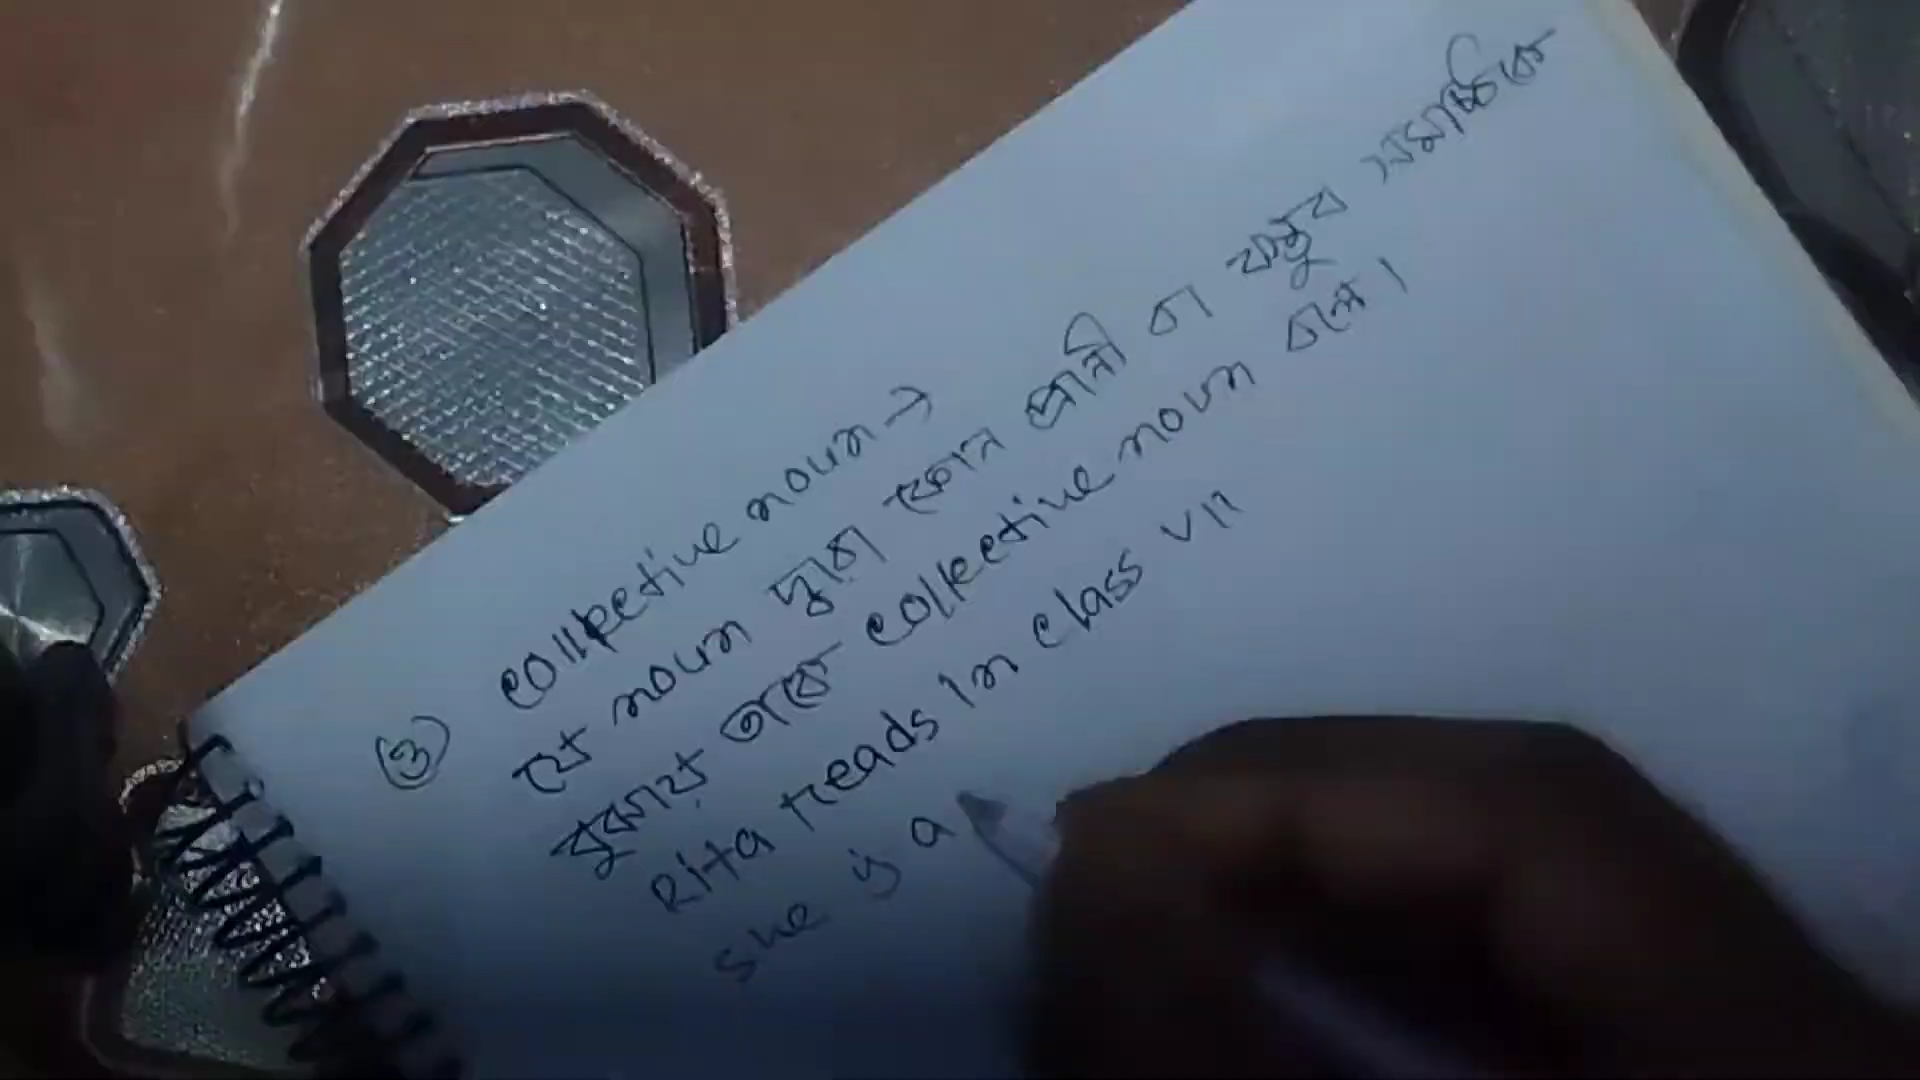 ③ Collective noun →
যে noun দ্বারা কোন প্রানী বা বস্তুর সমষ্টিকে
বুঝায় তাকে collective noun বলে।
Rita reads in class VII
She is a